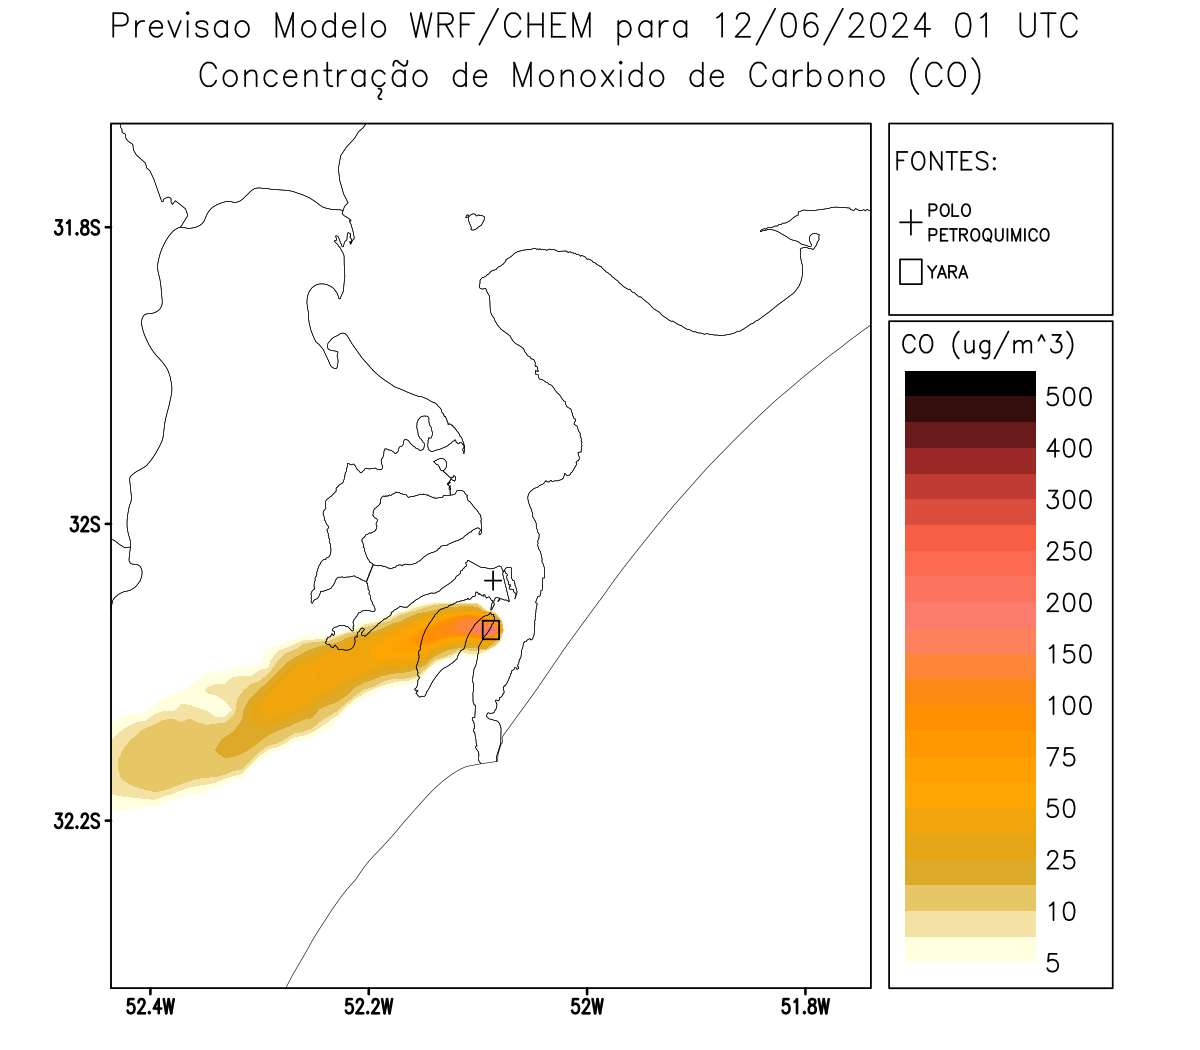 Previsao Modelo WRF/CHEM para 12/06/2024 01 UTC
Concentração de Monoxido de Carbono (CO)
FONTES:
POLO
PETROQUIMICO
YARA
31.8S
32S
32.2S
52.4W
52.2W
52W
51.8W
CO (ug/m^3)
500
400
300
250
200
150
100
75
50
25
10
5